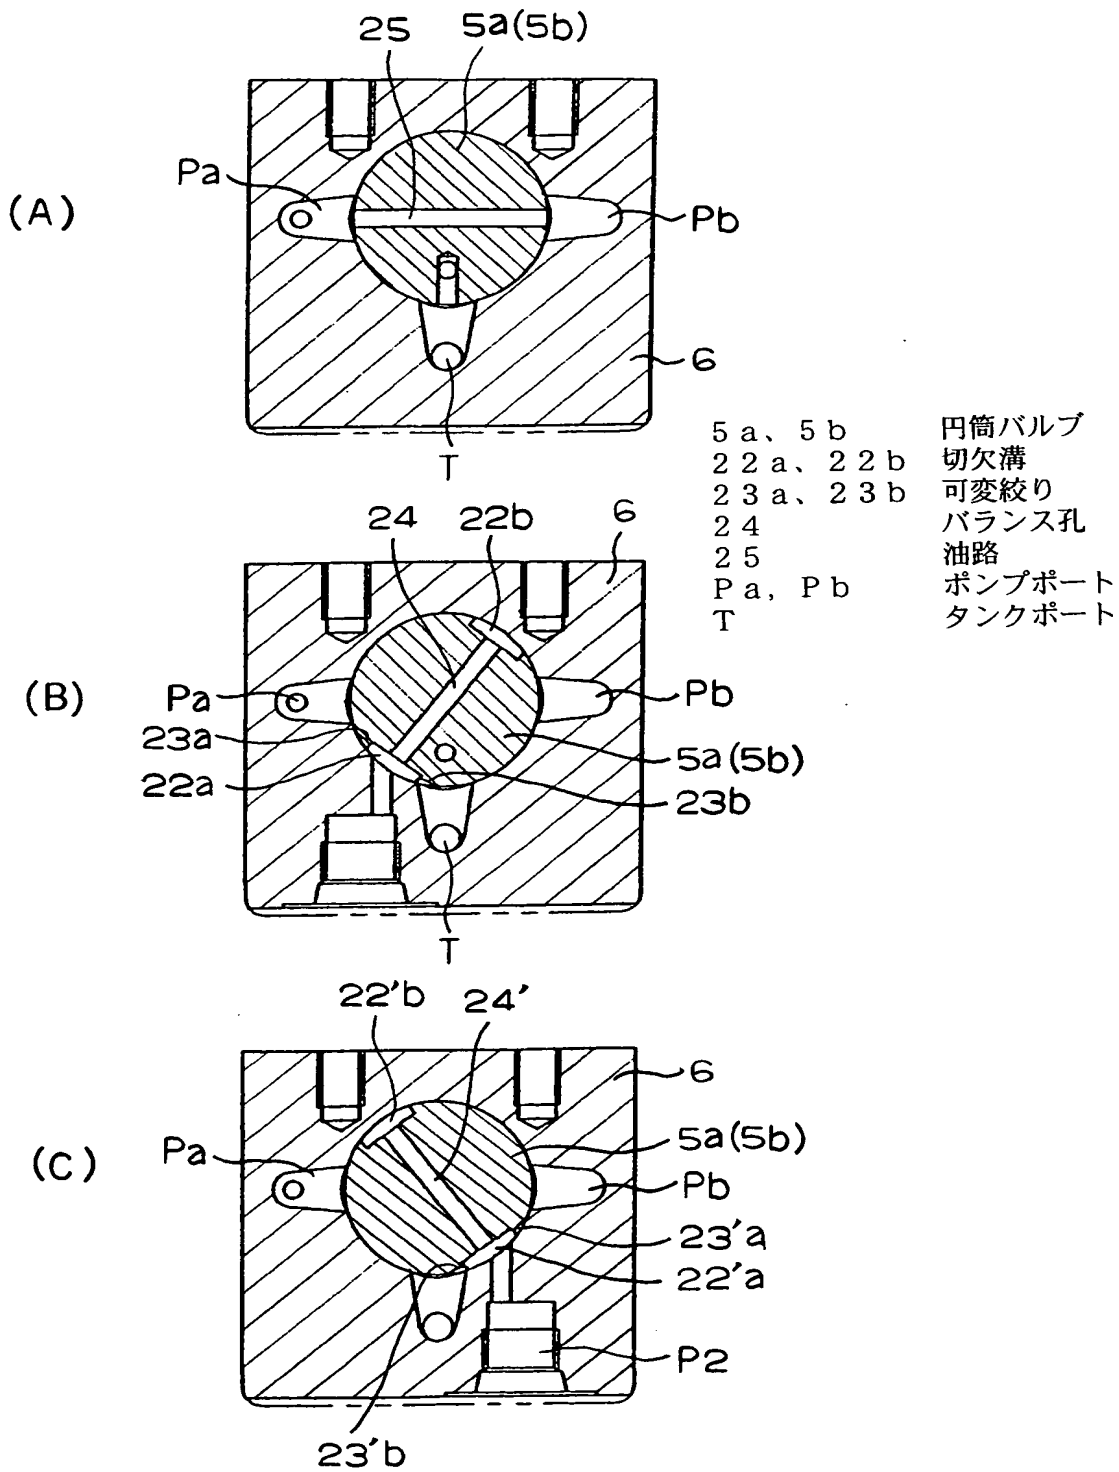 25 5a(5b)
(A)
Pa
Pb
6
T
5a、5b 円筒バルブ
22a、22b 切欠溝
23a、23b 可変絞り
24 バランス孔
25 油路
Pa, Pb ポンプポート
T タンクポート
24 22b 6
(B)
Pa
Pb
23a
5a(5b)
22a
23b
T
22'b 24'
6
(C)
5a(5b)
Pa
Pb
23'a
22'a
P2
23'b